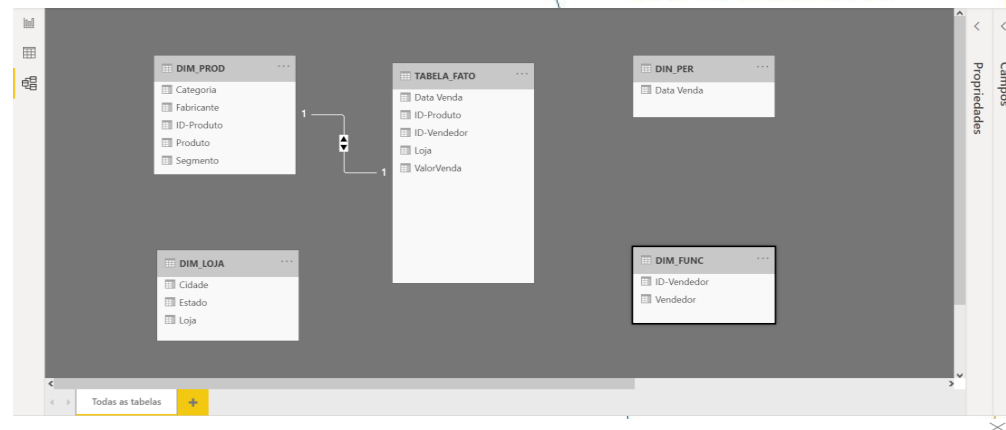 DIM_PROD ...
Categoria
Fabricante
ID-Produto
Produto
Segmento
1
1
TABELA_FATO ...
Data Venda
ID-Produto
ID-Vendedor
Loja
ValorVenda
DIN_PER ...
Data Venda
DIM_LOJA ...
Cidade
Estado
Loja
DIM_FUNC ...
ID-Vendedor
Vendedor
Propriedades
Campos
Todas as tabelas
+